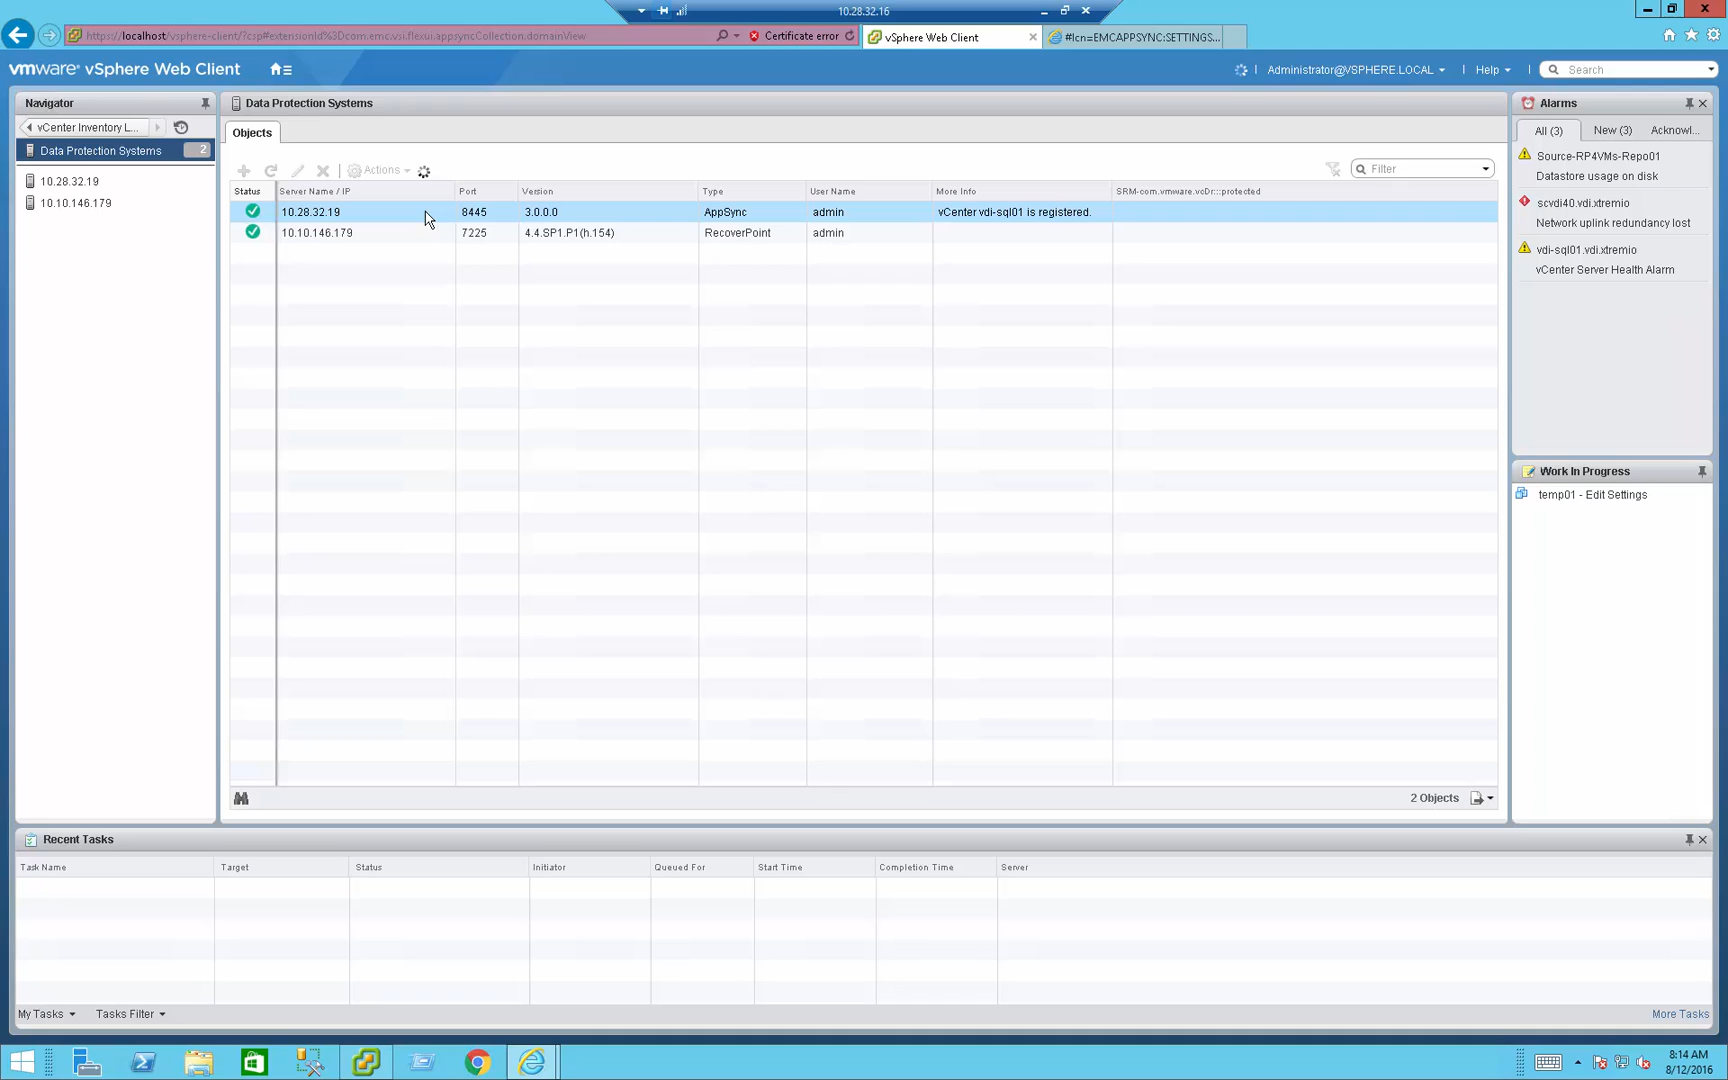 10.28.32.16
https://localhost/vsphere-client/?csp#extensionId%3Dcom.emc.vsi.flexui.appsyncCollection.domainView
Certificate error
vSphere Web Client
#lcn=EMCAPPSYNC:SETTINGS...
vmware® vSphere Web Client
Administrator@VSPHERE.LOCAL
Help
Search
Navigator
vCenter Inventory L...
Data Protection Systems 2
10.28.32.19
10.10.146.179
Data Protection Systems
Objects
Actions
Filter
Status Server Name / IP Port Version Type User Name More Info SRM-com.vmware.vcDr:::protected
10.28.32.19 8445 3.0.0.0 AppSync admin vCenter vdi-sql01 is registered.
10.10.146.179 7225 4.4.SP1.P1(h.154) RecoverPoint admin
2 Objects
Alarms
All (3) New (3) Acknowl...
Source-RP4VMs-Repo01
Datastore usage on disk
scvdi40.vdi.xtremio
Network uplink redundancy lost
vdi-sql01.vdi.xtremio
vCenter Server Health Alarm
Work In Progress
temp01 - Edit Settings
Recent Tasks
Task Name Target Status Initiator Queued For Start Time Completion Time Server
My Tasks Tasks Filter More Tasks
8:14 AM
8/12/2016